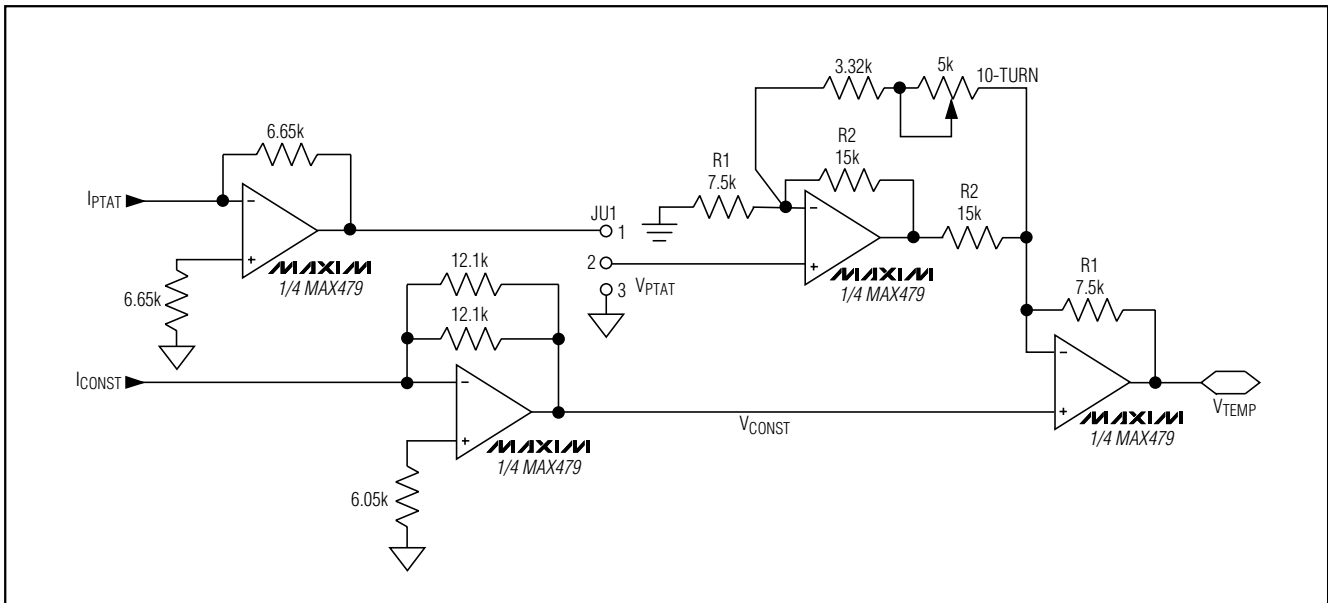 3.32k
5k
10-TURN
6.65k
R2
15k
R1
7.5k
R2
15k
IPTAT
JU1
1
-
-
+
+
12.1k
2
MAXIM
1/4 MAX479
VPTAT
MAXIM
1/4 MAX479
R1
7.5k
6.65k
3
12.1k
ICONST
-
-
+
+
VCONST
MAXIM
1/4 MAX479
MAXIM
1/4 MAX479
VTEMP
6.05k